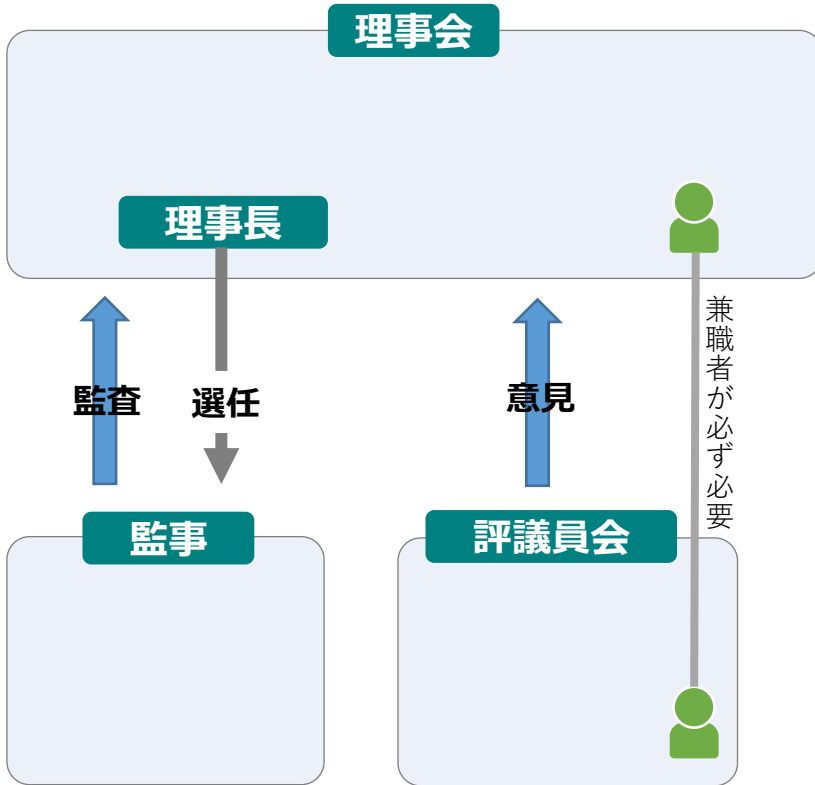 理事会
理事長
監査
選任
意見
兼職者が必ず必要
監事
評議員会